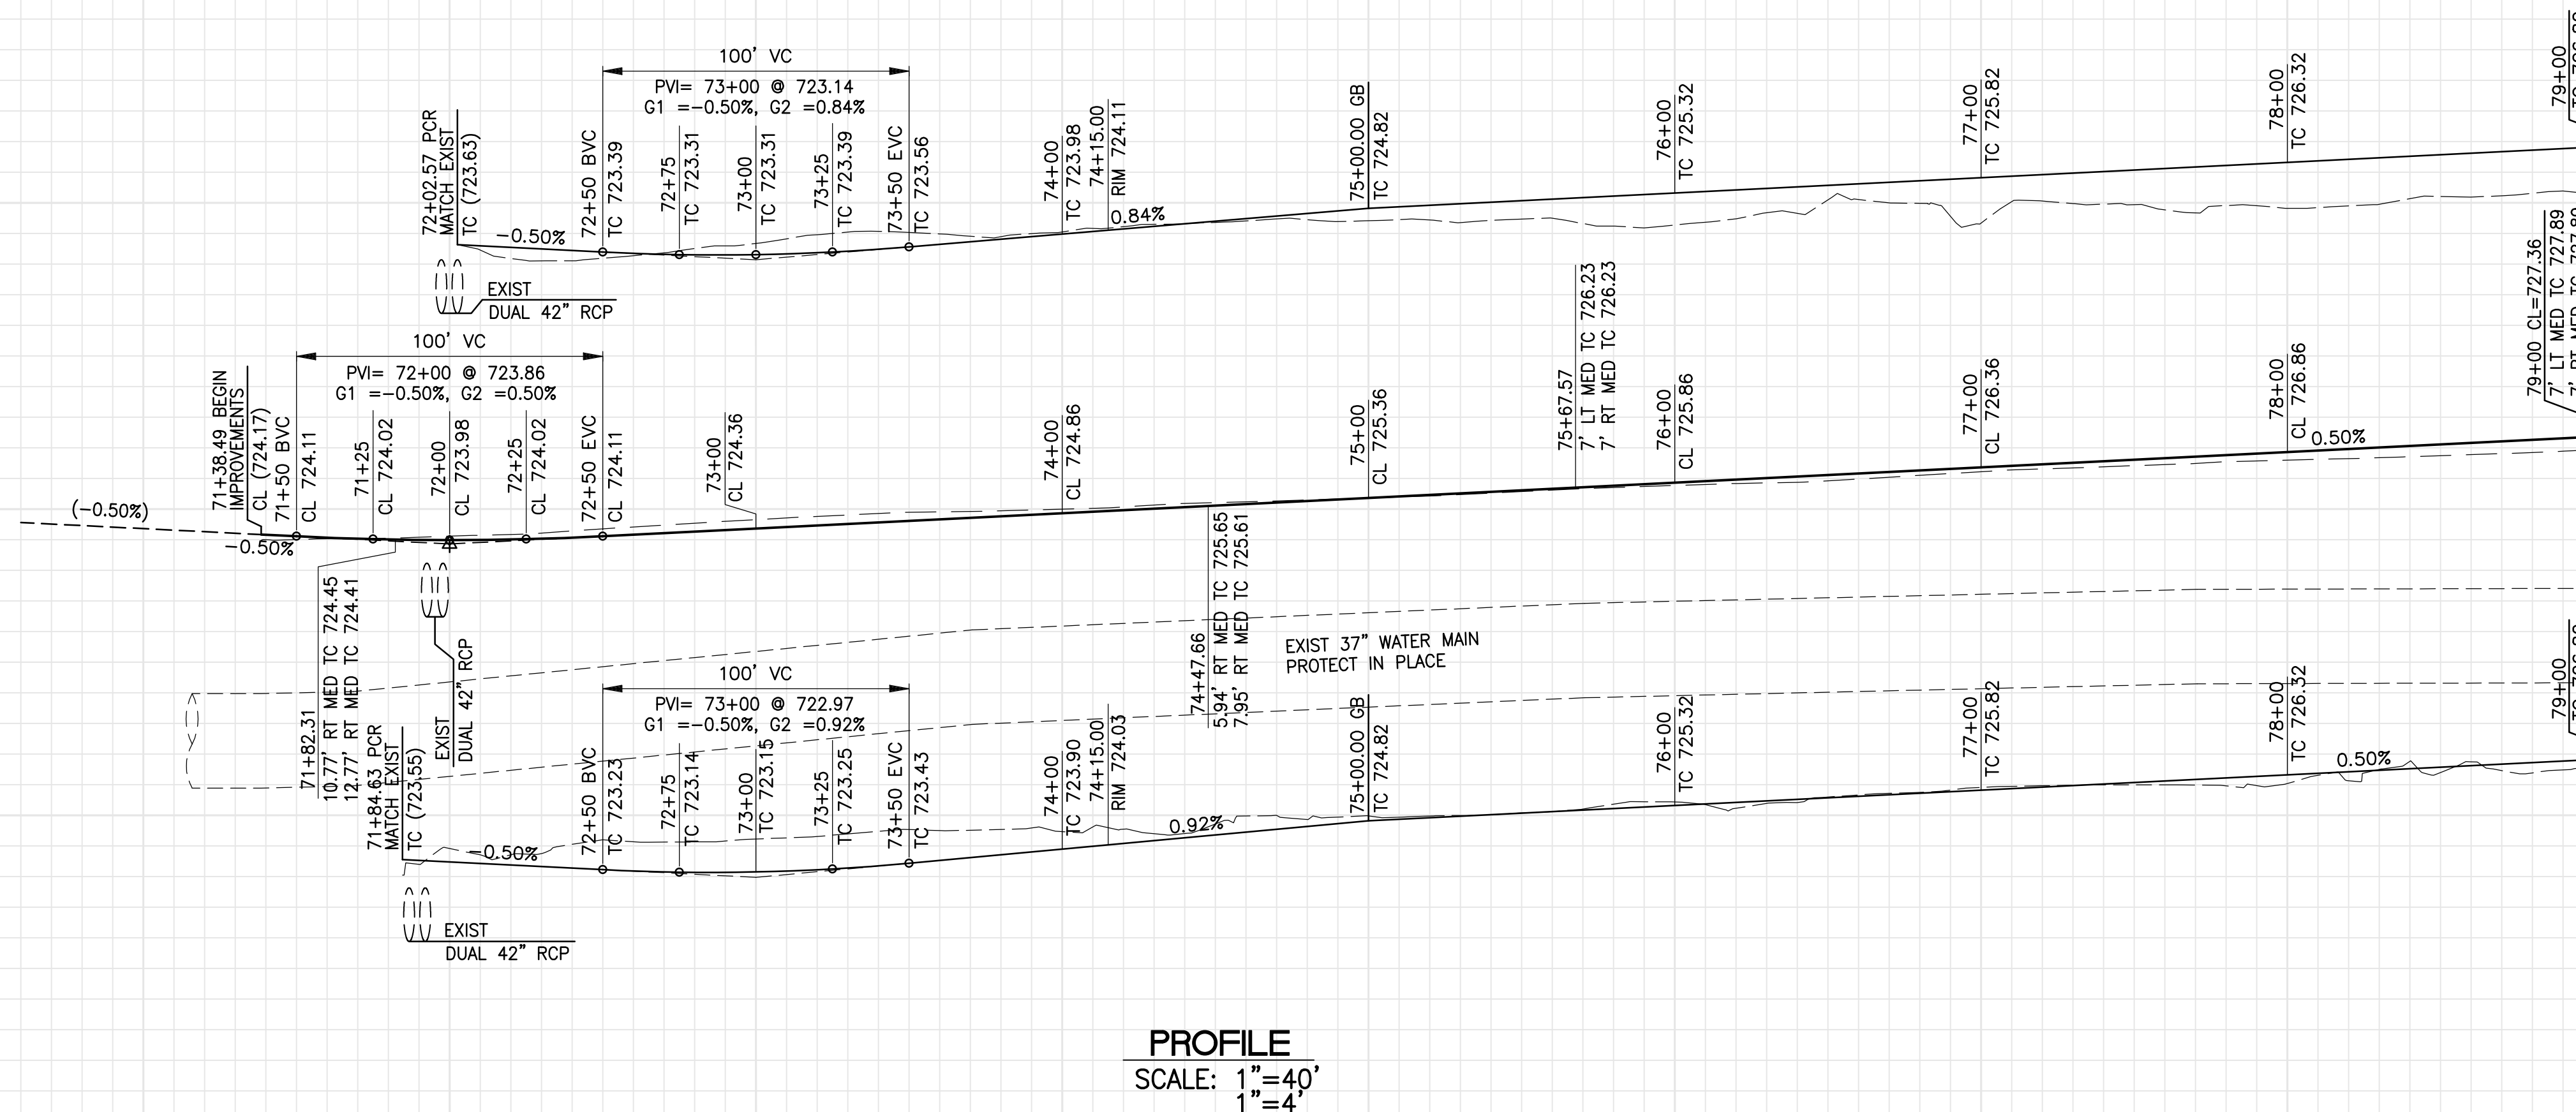 100' VC
PVI= 73+00 @ 723.14
G1 =-0.50%, G2 =0.84%
72+02.57 PCR
MATCH EXIST
TC (723.63)
-0.50%
72+50 BVC
TC 723.39
72+75
TC 723.31
73+00
TC 723.31
73+25
TC 723.39
73+50 EVC
TC 723.56
74+00
TC 723.98
74+15.00
RIM 724.11
0.84%
75+00.00 GB
TC 724.82
76+00
TC 725.32
77+00
TC 725.82
78+00
TC 726.32
79+00
EXIST
DUAL 42" RCP
100' VC
PVI= 72+00 @ 723.86
G1 =-0.50%, G2 =0.50%
(-0.50%)
71+38.49 BEGIN
IMPROVEMENTS
CL (724.17)
-0.50%
71+50 BVC
CL 724.11
71+25
CL 724.02
72+00
CL 723.98
72+25
CL 724.02
72+50 EVC
CL 724.11
73+00
CL 724.36
74+00
CL 724.86
75+00
CL 725.36
75+67.57
7' LT MED TC 726.23
7' RT MED TC 726.23
76+00
CL 725.86
77+00
CL 726.36
78+00
CL 726.86
0.50%
79+00 CL=727.36
7' LT MED TC 727.89
71+82.31
10.77' RT MED TC 724.45
12.77' RT MED TC 724.41
EXIST
DUAL 42" RCP
74+47.66
5.94' RT MED TC 725.65
7.95' RT MED TC 725.61
EXIST 37" WATER MAIN
PROTECT IN PLACE
100' VC
PVI= 73+00 @ 722.97
G1 =-0.50%, G2 =0.92%
71+84.63 PCR
MATCH EXIST
TC (723.55)
-0.50%
72+50 BVC
TC 723.23
72+75
TC 723.14
73+00
TC 723.15
73+25
TC 723.25
73+50 EVC
TC 723.43
74+00
TC 723.90
74+15.00
RIM 724.03
0.92%
75+00.00 GB
TC 724.82
76+00
TC 725.32
77+00
TC 725.82
78+00
TC 726.32
0.50%
79+00
EXIST
DUAL 42" RCP
PROFILE
SCALE: 1"=40'
1"=4'